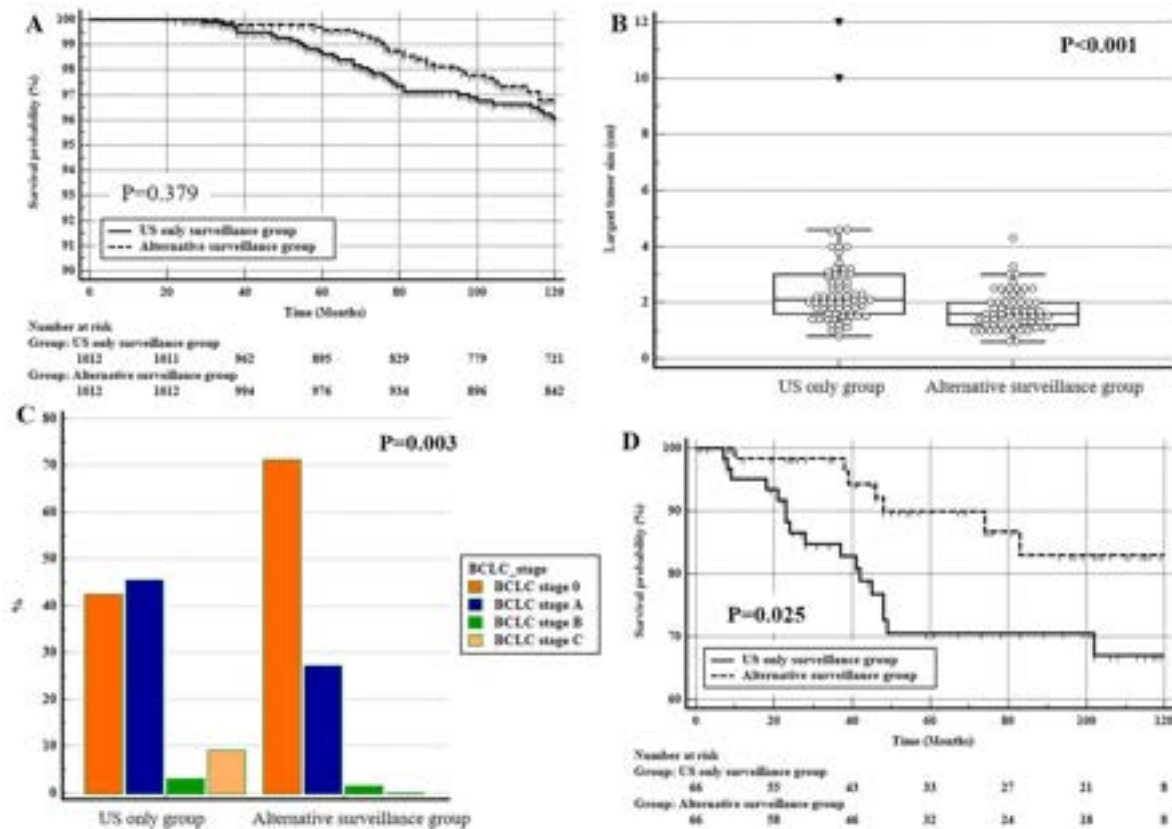 A
100
99
98
97
96
95
94
93
92
91
90
Survival probability (%)
P=0.379
US only surveillance group
Alternative surveillance group
0 20 40 60 80 100 120
Time (Months)
Number at risk
Group: US only surveillance group
1012 1011 962 895 829 779 721
Group: Alternative surveillance group
1012 1012 994 976 934 896 842
B
P<0.001
12
10
8
6
4
2
0
Largest tumor size (cm)
US only group Alternative surveillance group
C
P=0.003
80
70
60
50
40
30
20
10
0
%
US only group Alternative surveillance group
BCLC_stage
BCLC stage 0
BCLC stage A
BCLC stage B
BCLC stage C
D
100
90
80
70
60
Survival probability (%)
P=0.025
US only surveillance group
Alternative surveillance group
0 20 40 60 80 100 120
Time (Months)
Number at risk
Group: US only surveillance group
66 55 43 33 27 21 8
Group: Alternative surveillance group
66 58 46 32 24 18 8